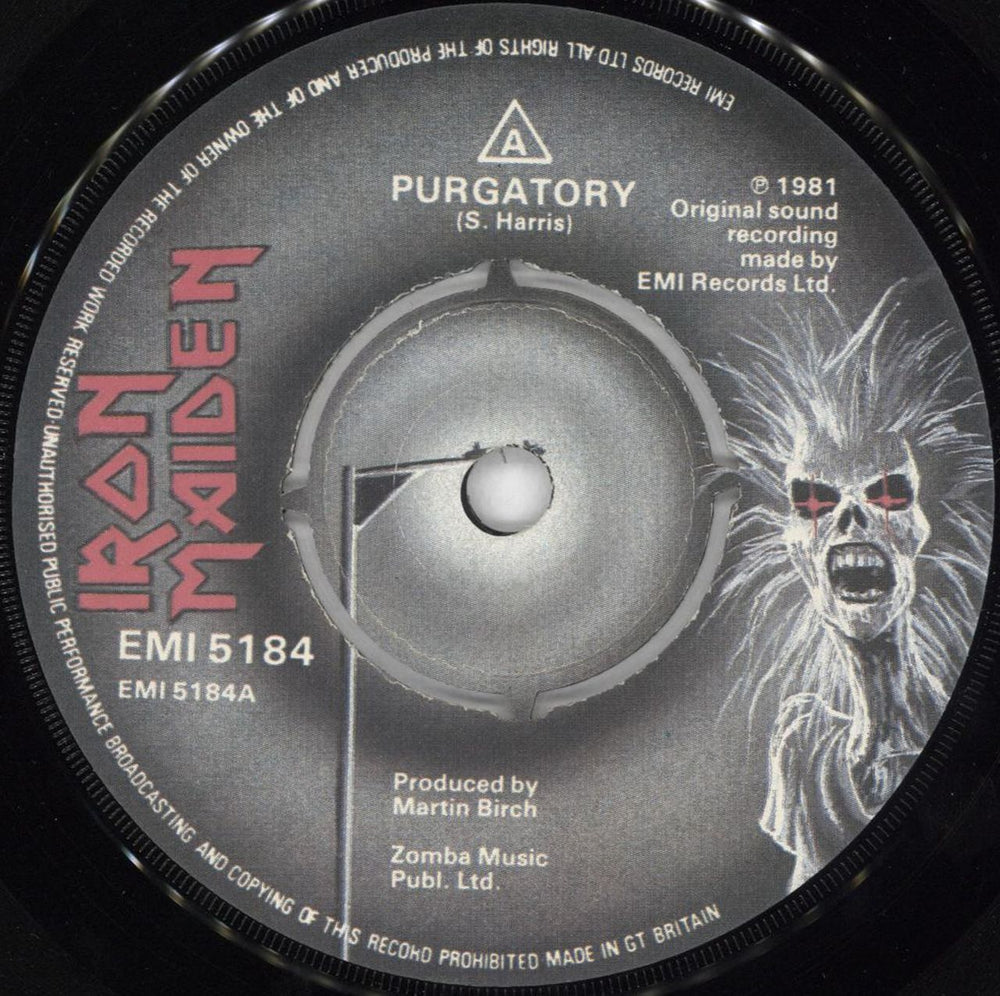 EMI RECORDS LTD ALL RIGHTS OF THE PRODUCER AND OF THE OWNER OF THE RECORDED WORK RESERVED·UNAUTHORISED PUBLIC PERFORMANCE BROADCASTING AND COPYING OF THIS RECORD PROHIBITED MADE IN GT BRITAIN
A
PURGATORY
(S. Harris)
℗ 1981
Original sound
recording
made by
EMI Records Ltd.
IRON
MAIDEN
EMI 5184
EMI 5184A
Produced by
Martin Birch
Zomba Music
Publ. Ltd.